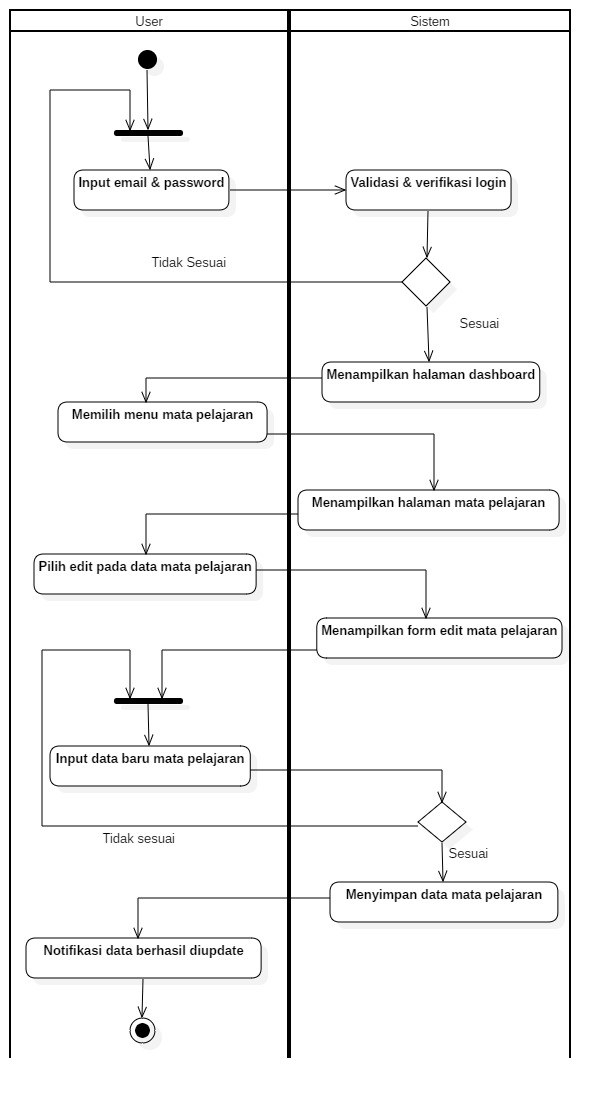 User
Sistem
Input email & password
Validasi & verifikasi login
Tidak Sesuai
Sesuai
Menampilkan halaman dashboard
Memilih menu mata pelajaran
Menampilkan halaman mata pelajaran
Pilih edit pada data mata pelajaran
Menampilkan form edit mata pelajaran
Input data baru mata pelajaran
Tidak sesuai
Sesuai
Menyimpan data mata pelajaran
Notifikasi data berhasil diupdate